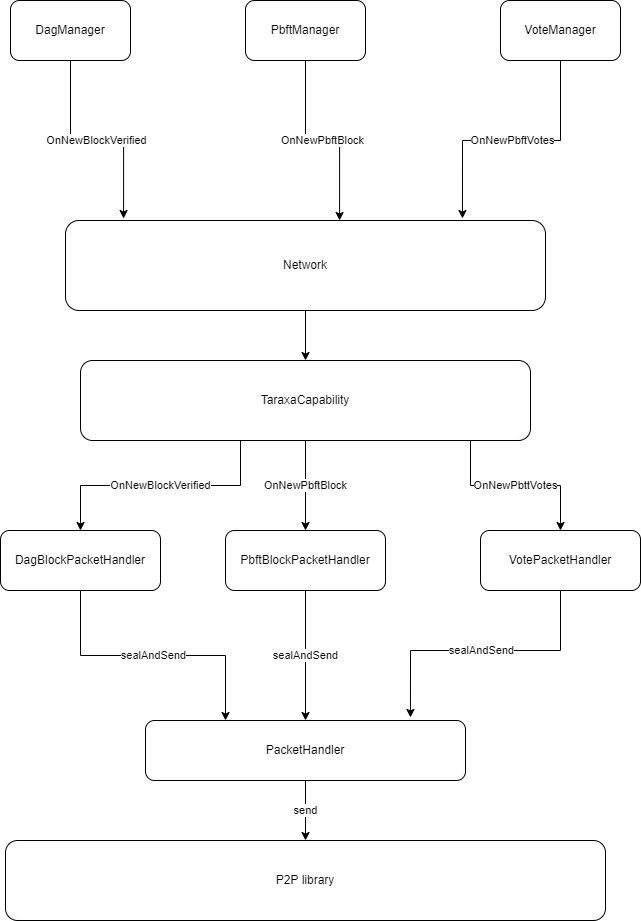 DagManager
PbftManager
VoteManager
OnNewBlockVerified
OnNewPbftBlock
OnNewPbftVotes
Network
TaraxaCapability
OnNewBlockVerified
OnNewPbftBlock
OnNewPbttVotes
DagBlockPacketHandler
PbftBlockPacketHandler
VotePacketHandler
sealAndSend
sealAndSend
sealAndSend
PacketHandler
send
P2P library